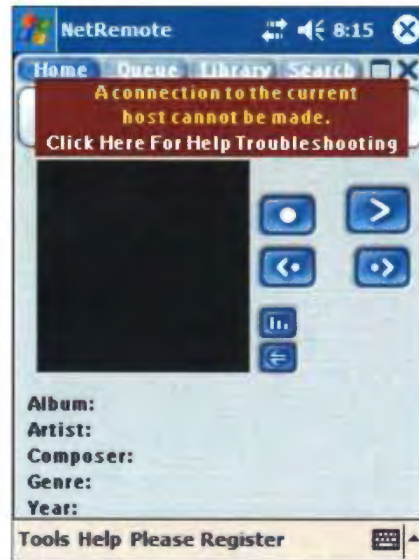 NetRemote 8:15
Home Queue Library Search
A connection to the current
host cannot be made.
Click Here For Help Troubleshooting
Album:
Artist:
Composer:
Genre:
Year:
Tools Help Please Register